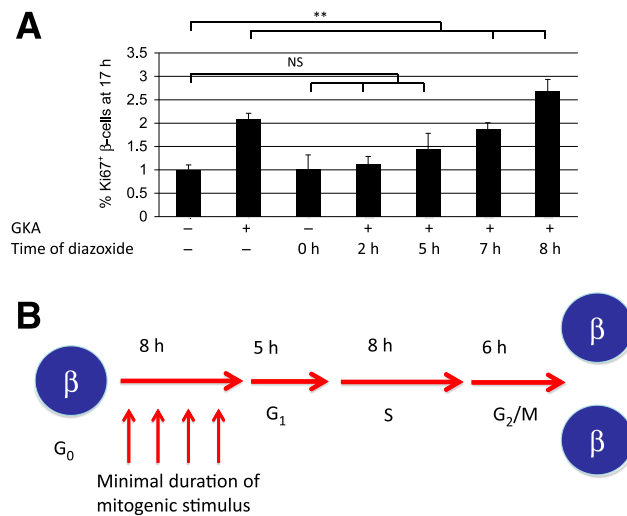 A
**
NS
% Ki67⁺ β-cells at 17 h
3.5
3
2.5
2
1.5
1
0.5
0
GKA – + – + + + +
Time of diazoxide – – 0 h 2 h 5 h 7 h 8 h
B
8 h 5 h 8 h 6 h
β
β
β
G₀ G₁ S G₂/M
Minimal duration of
mitogenic stimulus